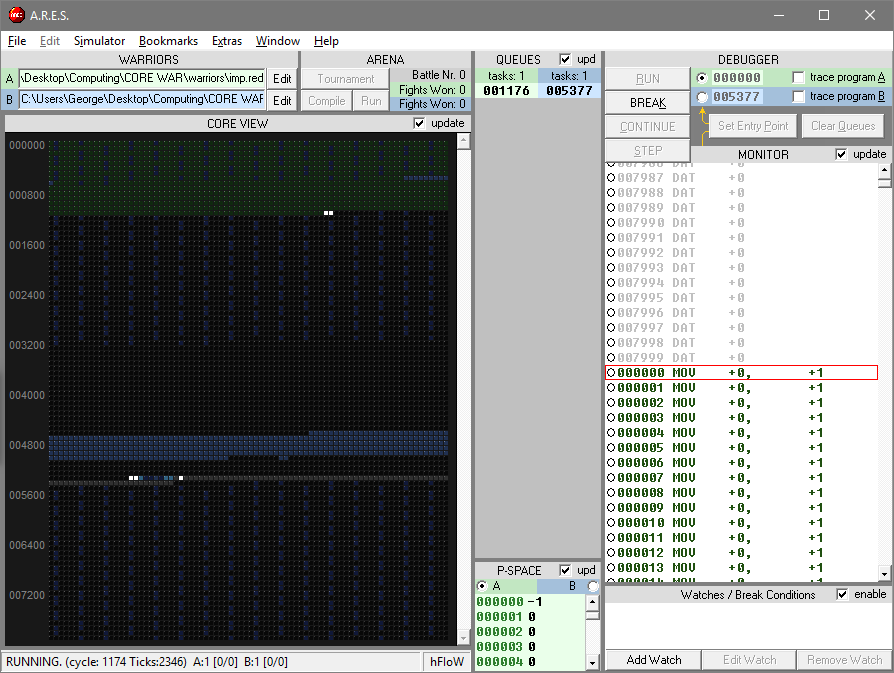 A.R.E.S.
File Edit Simulator Bookmarks Extras Window Help
WARRIORS
A \Desktop\Computing\CORE WAR\warriors\imp.red Edit
B C:\Users\George\Desktop\Computing\CORE WAR Edit
ARENA
Tournament
Compile Run
Battle Nr. 0
Fights Won: 0
Fights Won: 0
QUEUES upd
tasks: 1 tasks: 1
001176 005377
DEBUGGER
RUN
BREAK
CONTINUE
STEP
000000 trace program A
005377 trace program B
Set Entry Point Clear Queues
CORE VIEW update
000000
000800
001600
002400
003200
004000
004800
005600
006400
007200
MONITOR update
007987 DAT +0
007988 DAT +0
007989 DAT +0
007990 DAT +0
007991 DAT +0
007992 DAT +0
007993 DAT +0
007994 DAT +0
007995 DAT +0
007996 DAT +0
007997 DAT +0
007998 DAT +0
007999 DAT +0
000000 MOV +0, +1
000001 MOV +0, +1
000002 MOV +0, +1
000003 MOV +0, +1
000004 MOV +0, +1
000005 MOV +0, +1
000006 MOV +0, +1
000007 MOV +0, +1
000008 MOV +0, +1
000009 MOV +0, +1
000010 MOV +0, +1
000011 MOV +0, +1
000012 MOV +0, +1
000013 MOV +0, +1
P-SPACE upd
A B
000000 -1
000001 0
000002 0
000003 0
000004 0
Watches / Break Conditions enable
Add Watch Edit Watch Remove Watch
RUNNING. (cycle: 1174 Ticks:2346) A:1 [0/0] B:1 [0/0]
hFloW